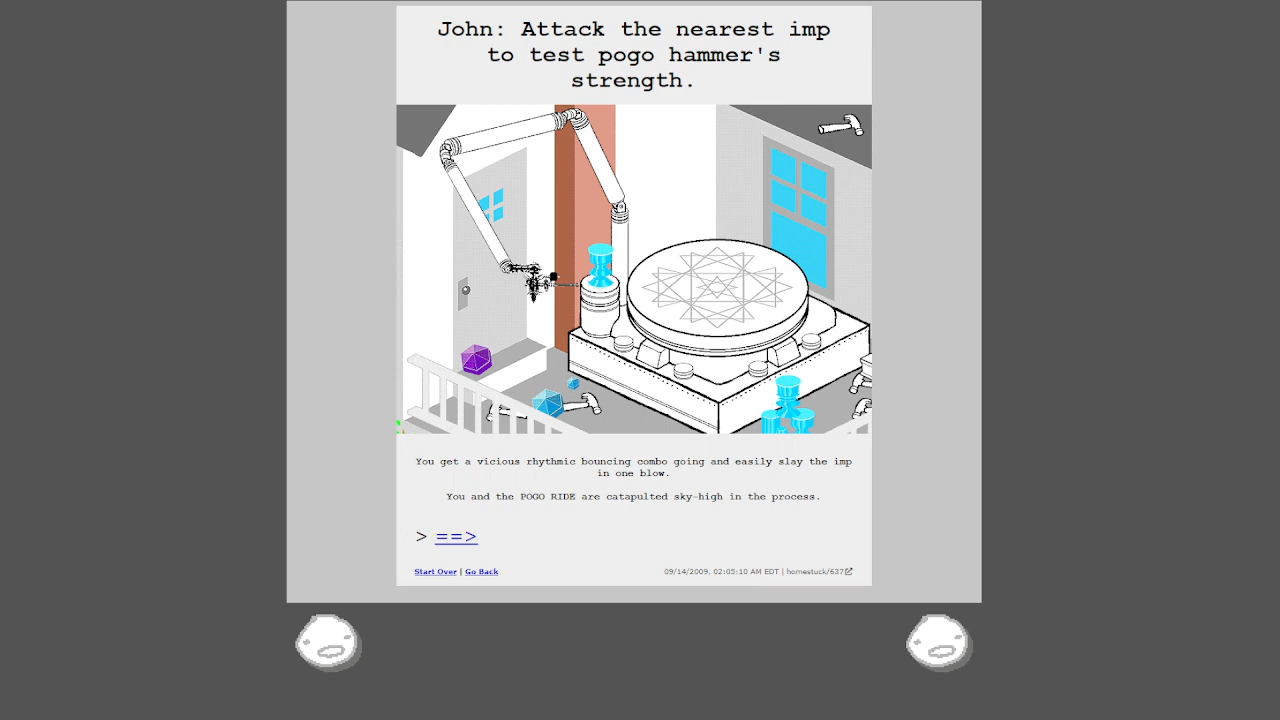 John: Attack the nearest imp
to test pogo hammer's
strength.
You get a vicious rhythmic bouncing combo going and easily slay the imp
in one blow.
You and the POGO RIDE are catapulted sky-high in the process.
> ==>
Start Over | Go Back
09/14/2009, 02:05:10 AM EDT | homestuck/637